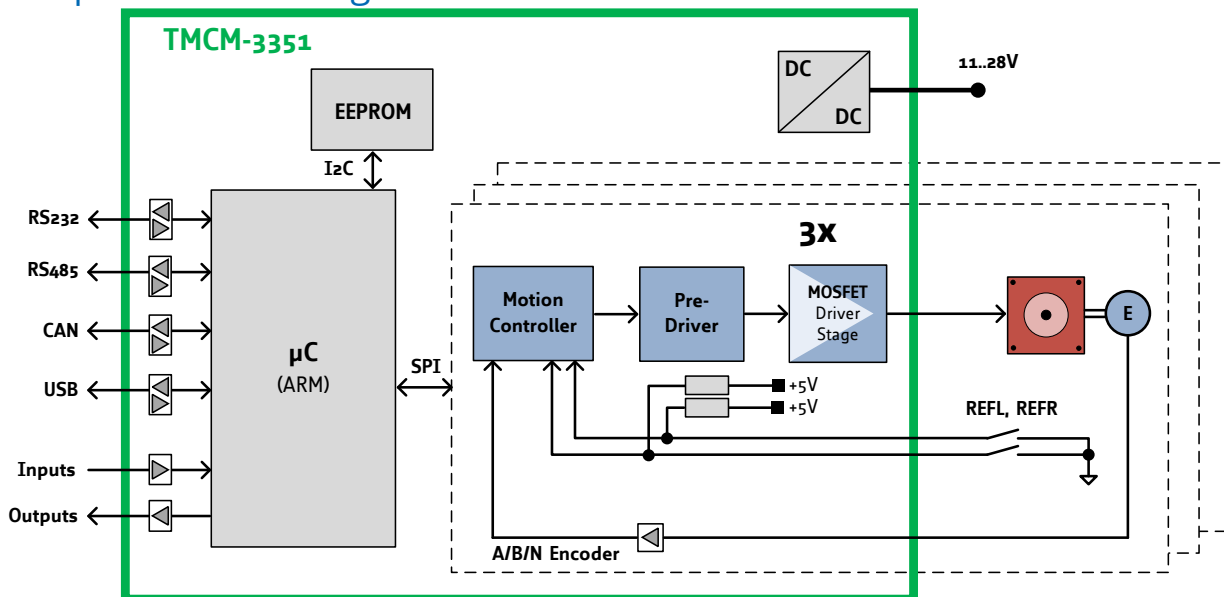 TMCM-3351
DC
DC
11..28V
EEPROM
I2C
RS232
RS485
CAN
USB
Inputs
Outputs
µC
(ARM)
SPI
3x
Motion
Controller
Pre-
Driver
MOSFET
Driver
Stage
E
+5V
+5V
REFL, REFR
A/B/N Encoder